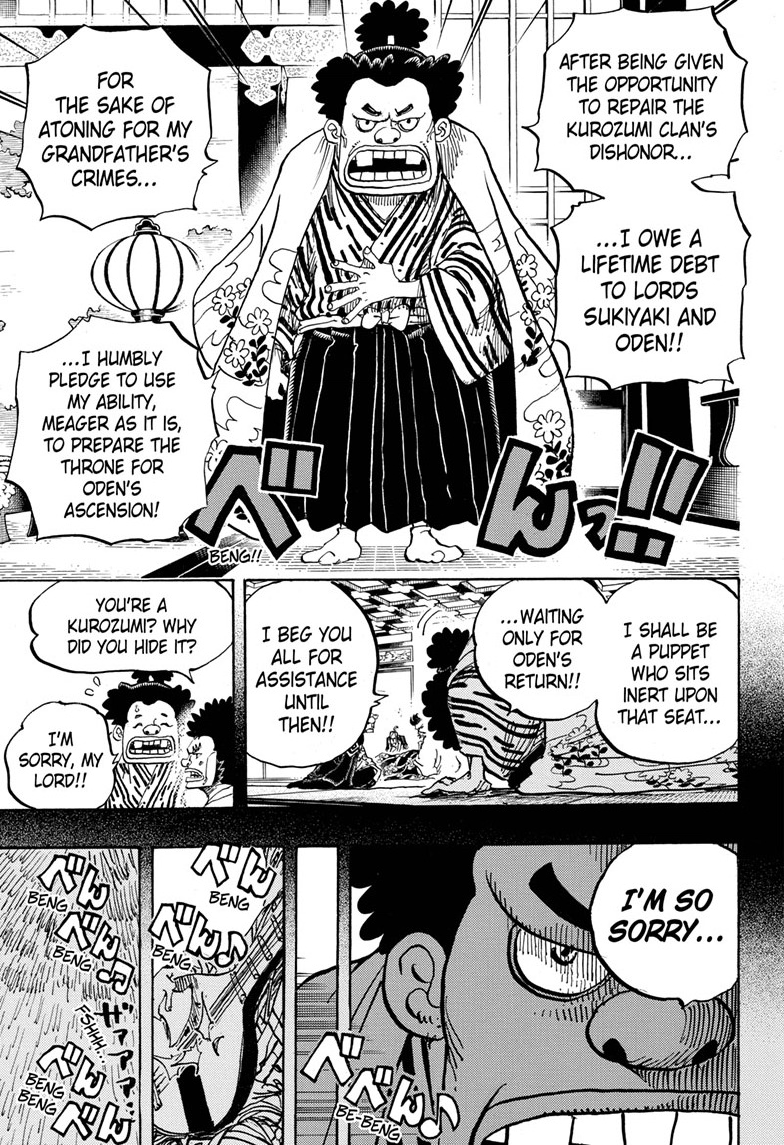 AFTER BEING GIVEN
THE OPPORTUNITY
TO REPAIR THE
KUROZUMI CLAN'S
DISHONOR...
...I OWE A
LIFETIME DEBT
TO LORDS
SUKIYAKI AND
ODEN!!
FOR
THE SAKE OF
ATONING FOR MY
GRANDFATHER'S
CRIMES...
...I HUMBLY
PLEDGE TO USE
MY ABILITY,
MEAGER AS IT IS,
TO PREPARE THE
THRONE FOR
ODEN'S
ASCENSION!
べんっ!!
BENG!!
I SHALL BE
A PUPPET
WHO SITS
INERT UPON
THAT SEAT...
...WAITING
ONLY FOR
ODEN'S
RETURN!!
I BEG YOU
ALL FOR
ASSISTANCE
UNTIL
THEN!!
YOU'RE A
KUROZUMI? WHY
DID YOU HIDE IT?
I'M
SORRY, MY
LORD!!
I'M SO
SORRY...
べべん♪
BE-BENG
べん
BENG
べん♪
BENG
べん
BENG
べん♫
BENG
ザアアア…
FSHHH...
べん
べん
BENG
BENG